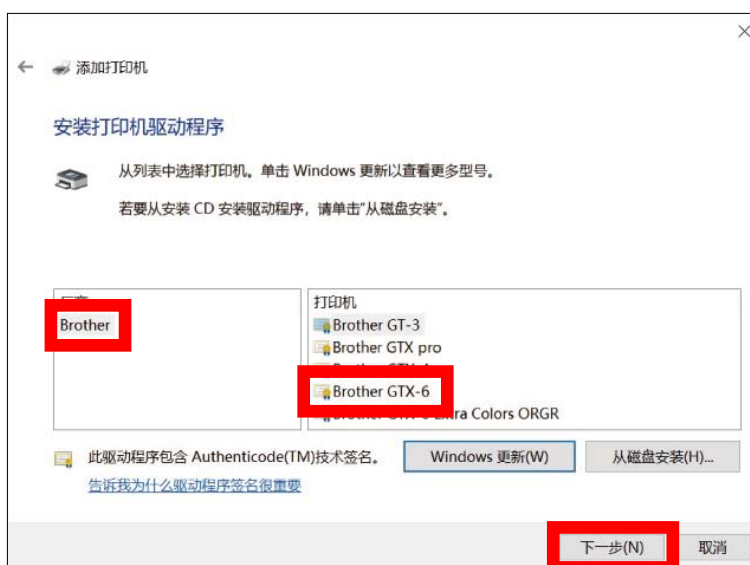 添加打印机
安装打印机驱动程序
从列表中选择打印机。单击 Windows 更新以查看更多型号。
若要从安装 CD 安装驱动程序，请单击"从磁盘安装"。
打印机
Brother
Brother GT-3
Brother GTX pro
Brother GTX-6
Colors ORGR
此驱动程序包含 Authenticode(TM)技术签名。
Windows 更新(W)
从磁盘安装(H)...
告诉我为什么驱动程序签名很重要
下一步(N)
取消